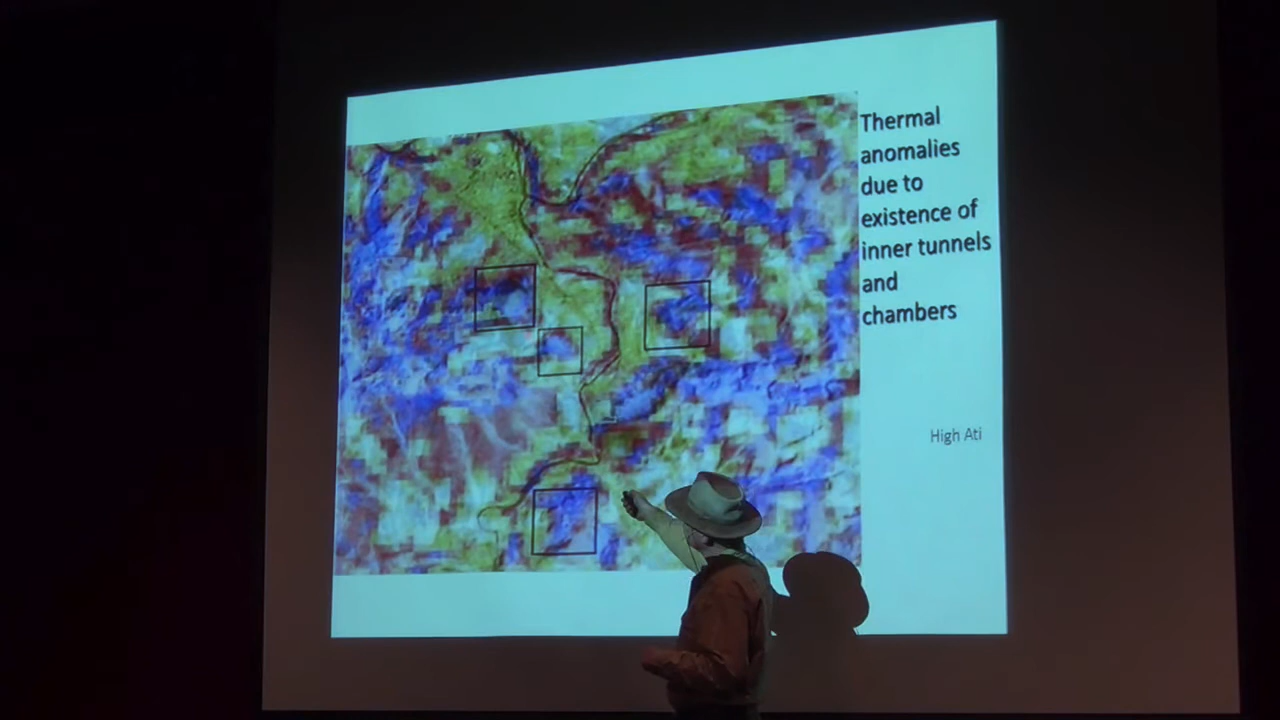 Thermal
anomalies
due to
existence of
inner tunnels
and
chambers
High Ati